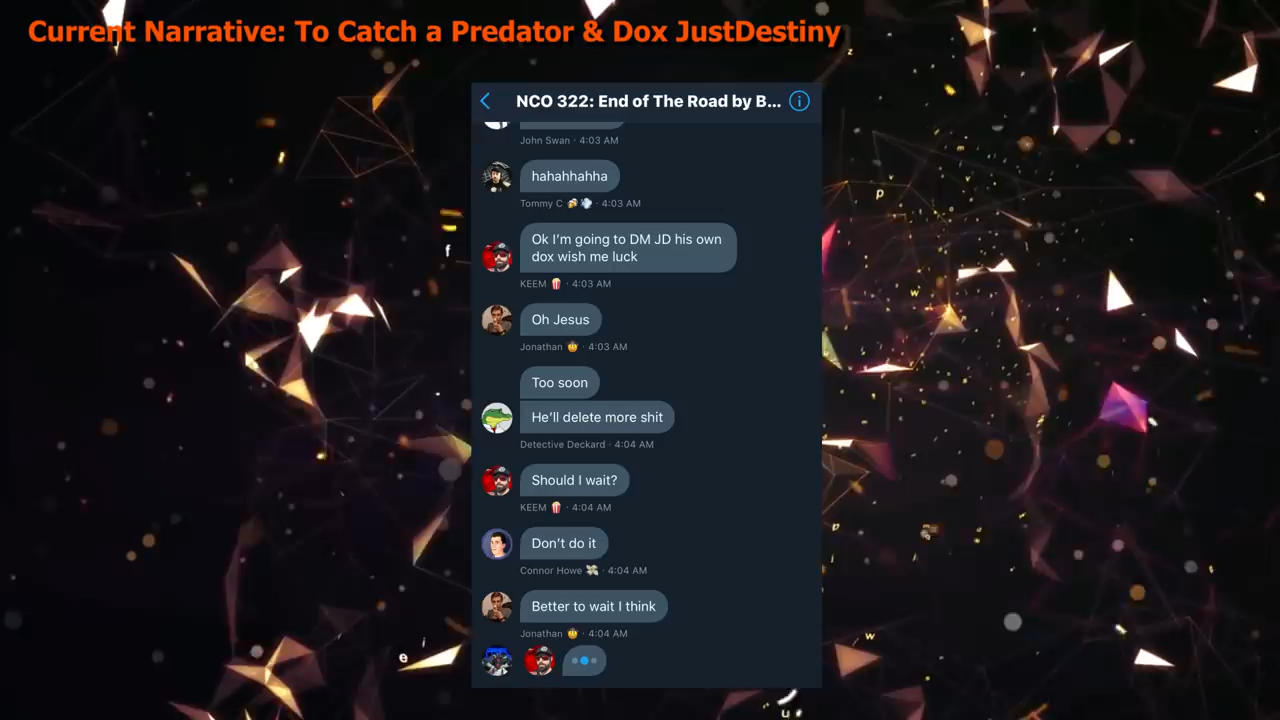 Current Narrative: To Catch a Predator & Dox JustDestiny
NCO 322: End of The Road by B...
John Swan · 4:03 AM
hahahhahha
Tommy C 🍻💨 · 4:03 AM
Ok I'm going to DM JD his own
dox wish me luck
KEEM 🍿 · 4:03 AM
Oh Jesus
Jonathan 🤠 · 4:03 AM
Too soon
He'll delete more shit
Detective Deckard · 4:04 AM
Should I wait?
KEEM 🍿 · 4:04 AM
Don't do it
Connor Howe 💸 · 4:04 AM
Better to wait I think
Jonathan 🤠 · 4:04 AM